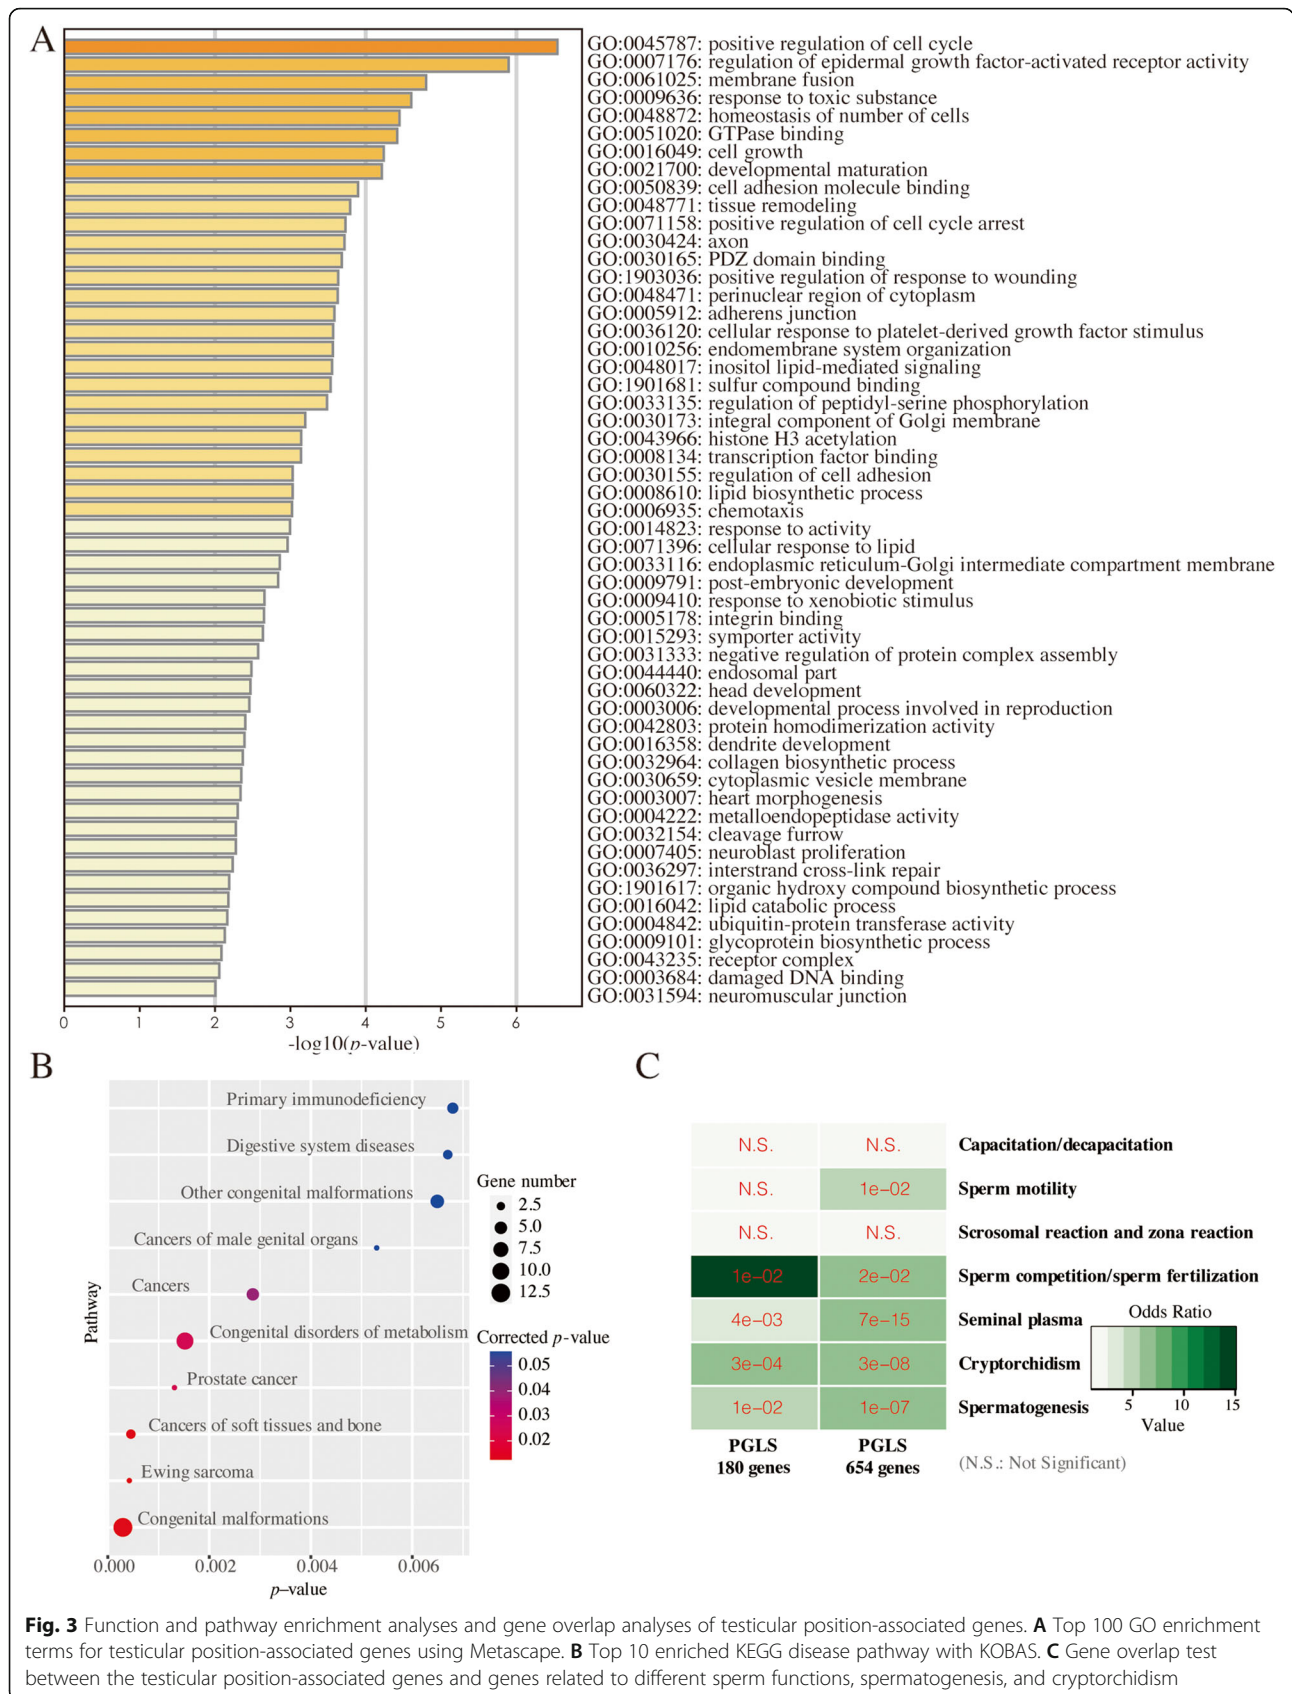 A
GO:0045787: positive regulation of cell cycle
GO:0007176: regulation of epidermal growth factor-activated receptor activity
GO:0061025: membrane fusion
GO:0009636: response to toxic substance
GO:0048872: homeostasis of number of cells
GO:0051020: GTPase binding
GO:0016049: cell growth
GO:0021700: developmental maturation
GO:0050839: cell adhesion molecule binding
GO:0048771: tissue remodeling
GO:0071158: positive regulation of cell cycle arrest
GO:0030424: axon
GO:0030165: PDZ domain binding
GO:1903036: positive regulation of response to wounding
GO:0048471: perinuclear region of cytoplasm
GO:0005912: adherens junction
GO:0036120: cellular response to platelet-derived growth factor stimulus
GO:0010256: endomembrane system organization
GO:0048017: inositol lipid-mediated signaling
GO:1901681: sulfur compound binding
GO:0033135: regulation of peptidyl-serine phosphorylation
GO:0030173: integral component of Golgi membrane
GO:0043966: histone H3 acetylation
GO:0008134: transcription factor binding
GO:0030155: regulation of cell adhesion
GO:0008610: lipid biosynthetic process
GO:0006935: chemotaxis
GO:0014823: response to activity
GO:0071396: cellular response to lipid
GO:0033116: endoplasmic reticulum-Golgi intermediate compartment membrane
GO:0009791: post-embryonic development
GO:0009410: response to xenobiotic stimulus
GO:0005178: integrin binding
GO:0015293: symporter activity
GO:0031333: negative regulation of protein complex assembly
GO:0044440: endosomal part
GO:0060322: head development
GO:0003006: developmental process involved in reproduction
GO:0042803: protein homodimerization activity
GO:0016358: dendrite development
GO:0032964: collagen biosynthetic process
GO:0030659: cytoplasmic vesicle membrane
GO:0003007: heart morphogenesis
GO:0004222: metalloendopeptidase activity
GO:0032154: cleavage furrow
GO:0007405: neuroblast proliferation
GO:0036297: interstrand cross-link repair
GO:1901617: organic hydroxy compound biosynthetic process
GO:0016042: lipid catabolic process
GO:0004842: ubiquitin-protein transferase activity
GO:0009101: glycoprotein biosynthetic process
GO:0043235: receptor complex
GO:0003684: damaged DNA binding
GO:0031594: neuromuscular junction
0 1 2 3 4 5 6
-log10(p-value)
B
Primary immunodeficiency
Digestive system diseases
Other congenital malformations
Cancers of male genital organs
Cancers
Congenital disorders of metabolism
Prostate cancer
Cancers of soft tissues and bone
Ewing sarcoma
Congenital malformations
Pathway
0.000 0.002 0.004 0.006
p–value
Gene number
2.5
5.0
7.5
10.0
12.5
Corrected p-value
0.05
0.04
0.03
0.02
C
N.S. N.S. Capacitation/decapacitation
N.S. 1e−02 Sperm motility
N.S. N.S. Scrosomal reaction and zona reaction
1e−02 2e−02 Sperm competition/sperm fertilization
4e−03 7e−15 Seminal plasma
3e−04 3e−08 Cryptorchidism
1e−02 1e−07 Spermatogenesis
PGLS PGLS
180 genes 654 genes
Odds Ratio
5 10 15
Value
(N.S.: Not Significant)
Fig. 3 Function and pathway enrichment analyses and gene overlap analyses of testicular position-associated genes. A Top 100 GO enrichment
terms for testicular position-associated genes using Metascape. B Top 10 enriched KEGG disease pathway with KOBAS. C Gene overlap test
between the testicular position-associated genes and genes related to different sperm functions, spermatogenesis, and cryptorchidism